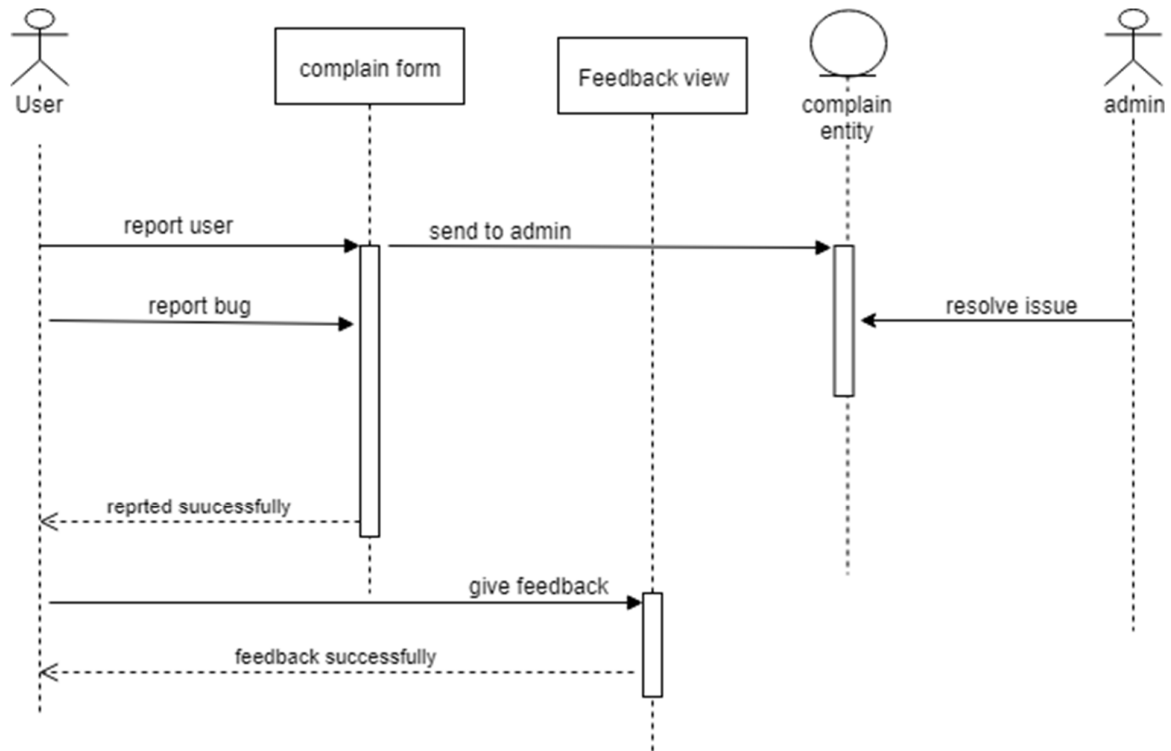 User
complain form
Feedback view
complain
entity
admin
report user
send to admin
report bug
resolve issue
reprted suucessfully
give feedback
feedback successfully